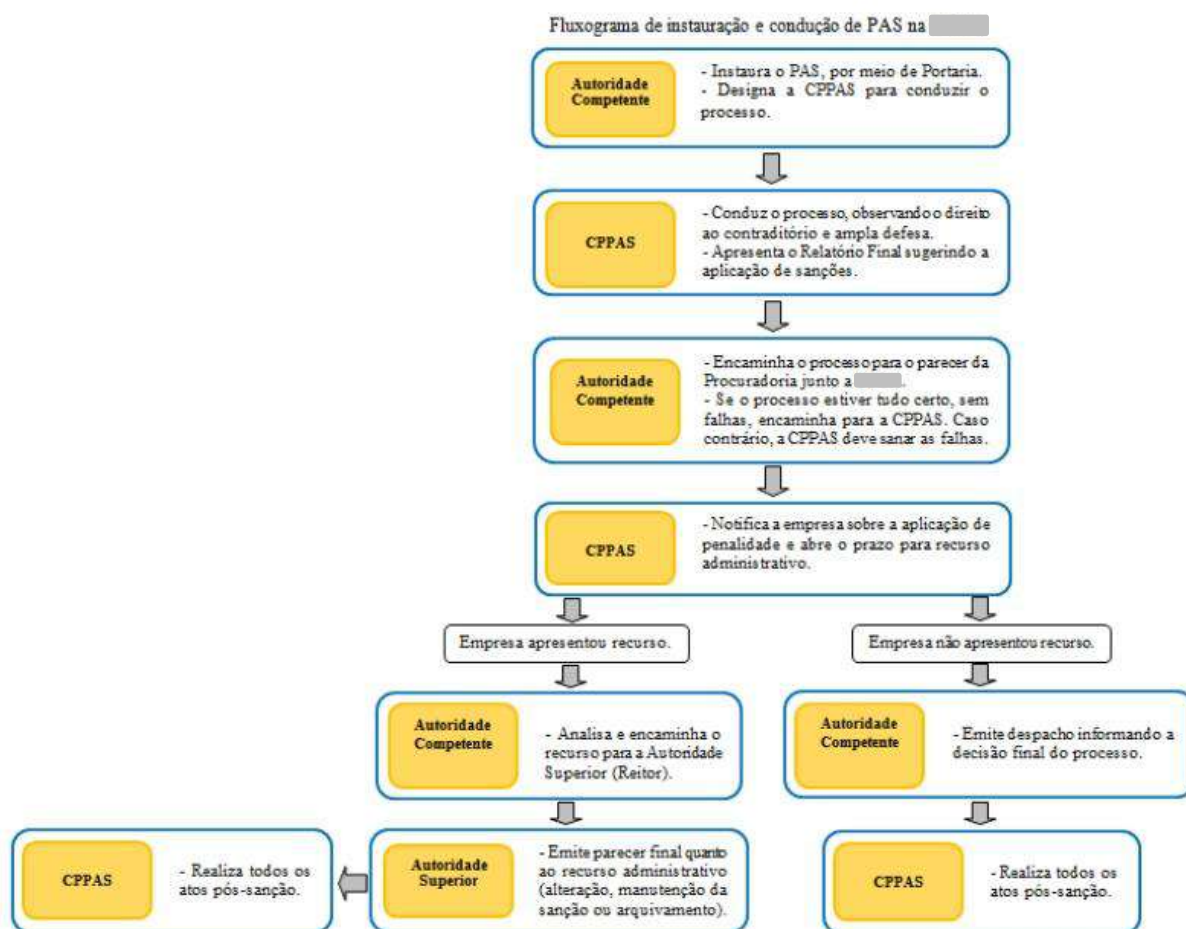 Fluxograma de instauração e condução de PAS na
Autoridade
Competente
- Instaura o PAS, por meio de Portaria.
- Designa a CPPAS para conduzir o
processo.
CPPAS
- Conduz o processo, observando o direito
ao contraditório e ampla defesa.
- Apresenta o Relatório Final sugerindo a
aplicação de sanções.
Autoridade
Competente
- Encaminha o processo para o parecer da
Procuradoria junto a
- Se o processo estiver tudo certo, sem
falhas, encaminha para a CPPAS. Caso
contrário, a CPPAS deve sanar as falhas.
CPPAS
- Notifica a empresa sobre a aplicação de
penalidade e abre o prazo para recurso
administrativo.
Empresa apresentou recurso.
Empresa não apresentou recurso.
Autoridade
Competente
- Analisa e encaminha o
recurso para a Autoridade
Superior (Reitor).
Autoridade
Competente
- Emite despacho informando a
decisão final do processo.
CPPAS
- Realiza todos os
atos pós-sanção.
Autoridade
Superior
- Emite parecer final quanto
ao recurso administrativo
(alteração, manutenção da
sanção ou arquivamento).
CPPAS
- Realiza todos os
atos pós-sanção.